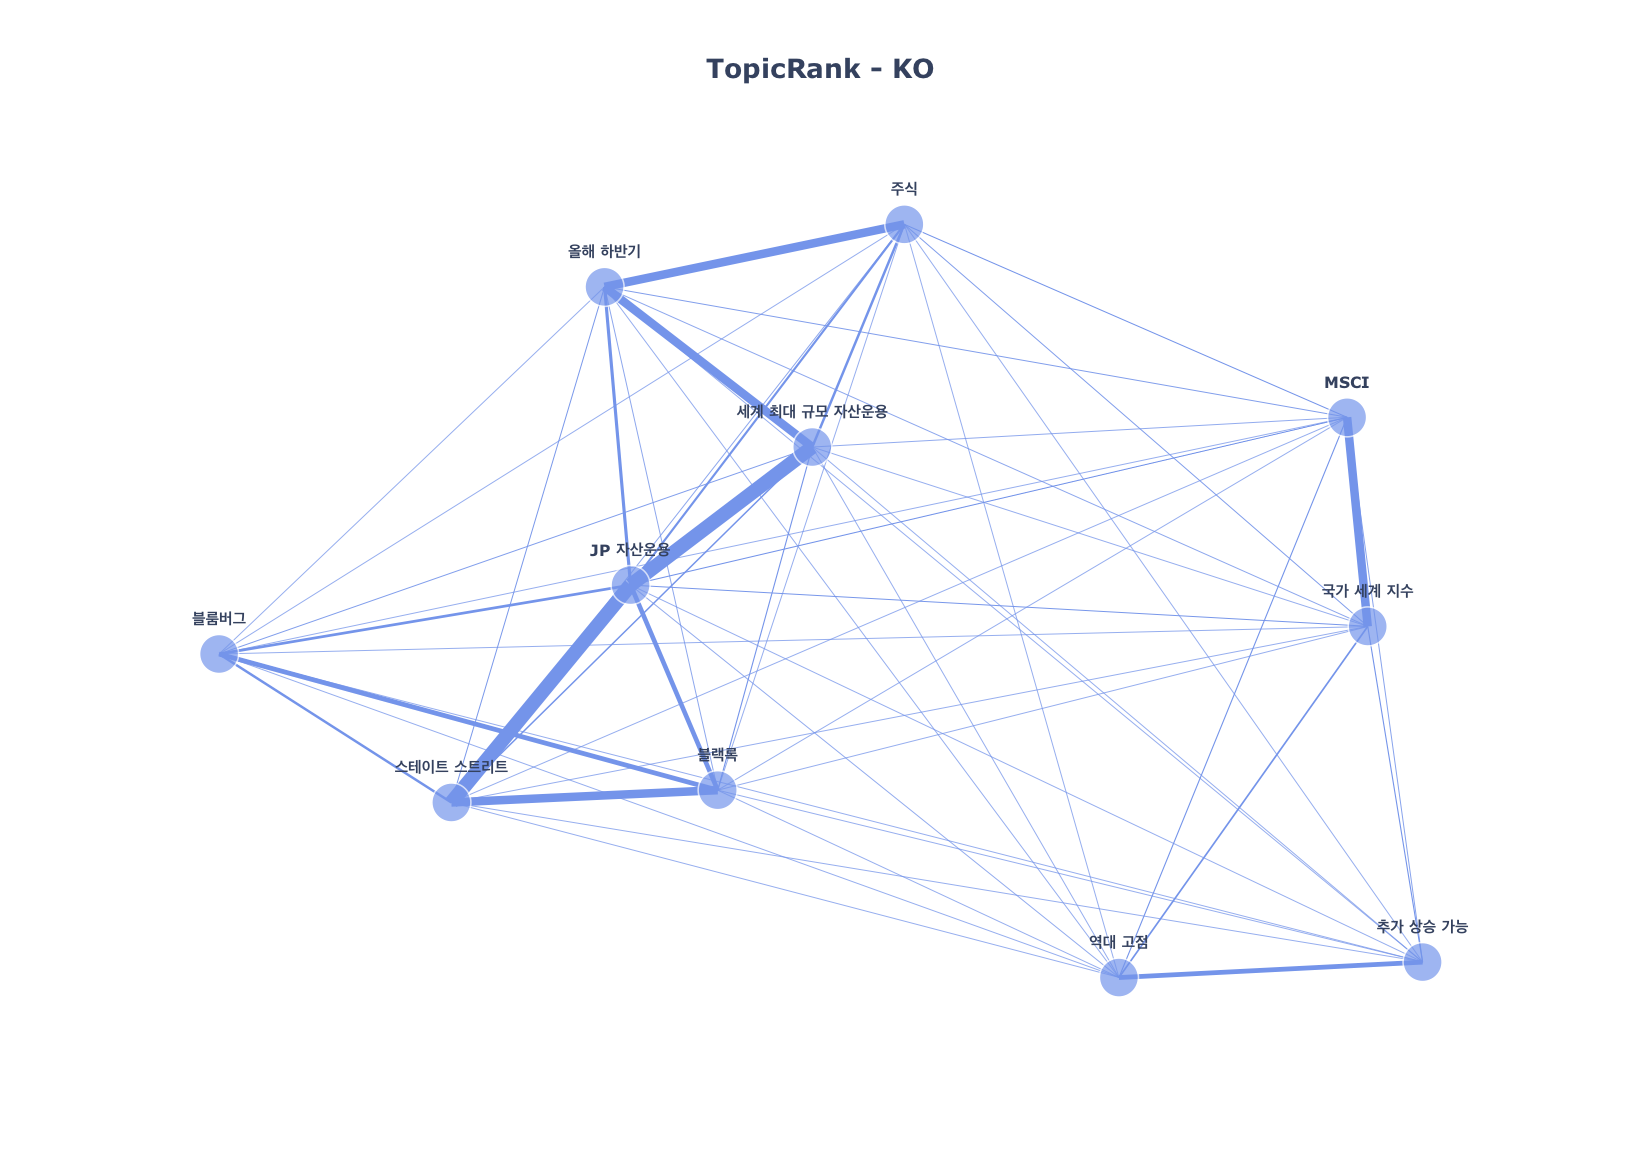 TopicRank – KO
주식
올해 하반기
MSCI
세계 최대 규모 자산운용
JP 자산운용
국가 세계 지수
블룸버그
블랙록
스테이트 스트리트
추가 상승 가능
역대 고점